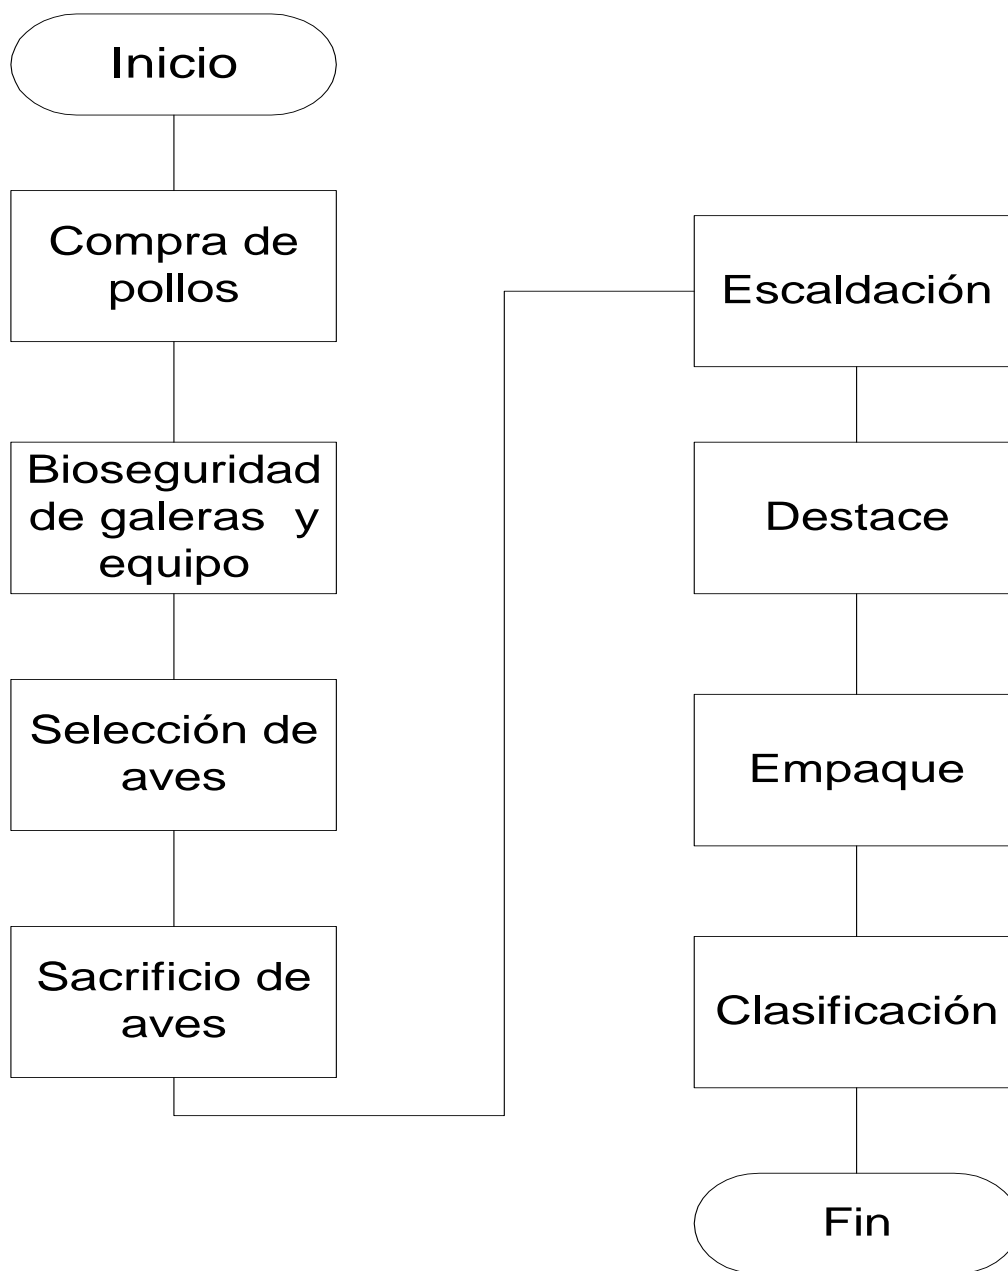 Inicio
Compra de
pollos
Bioseguridad
de galeras y
equipo
Selección de
aves
Sacrificio de
aves
Escaldación
Destace
Empaque
Clasificación
Fin